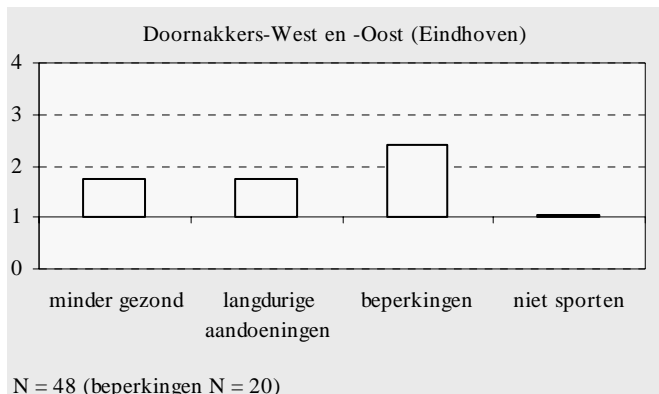 Doornakkers-West en -Oost (Eindhoven)
4
3
2
1
0
minder gezond
langdurige
aandoeningen
beperkingen
niet sporten
N = 48 (beperkingen N = 20)